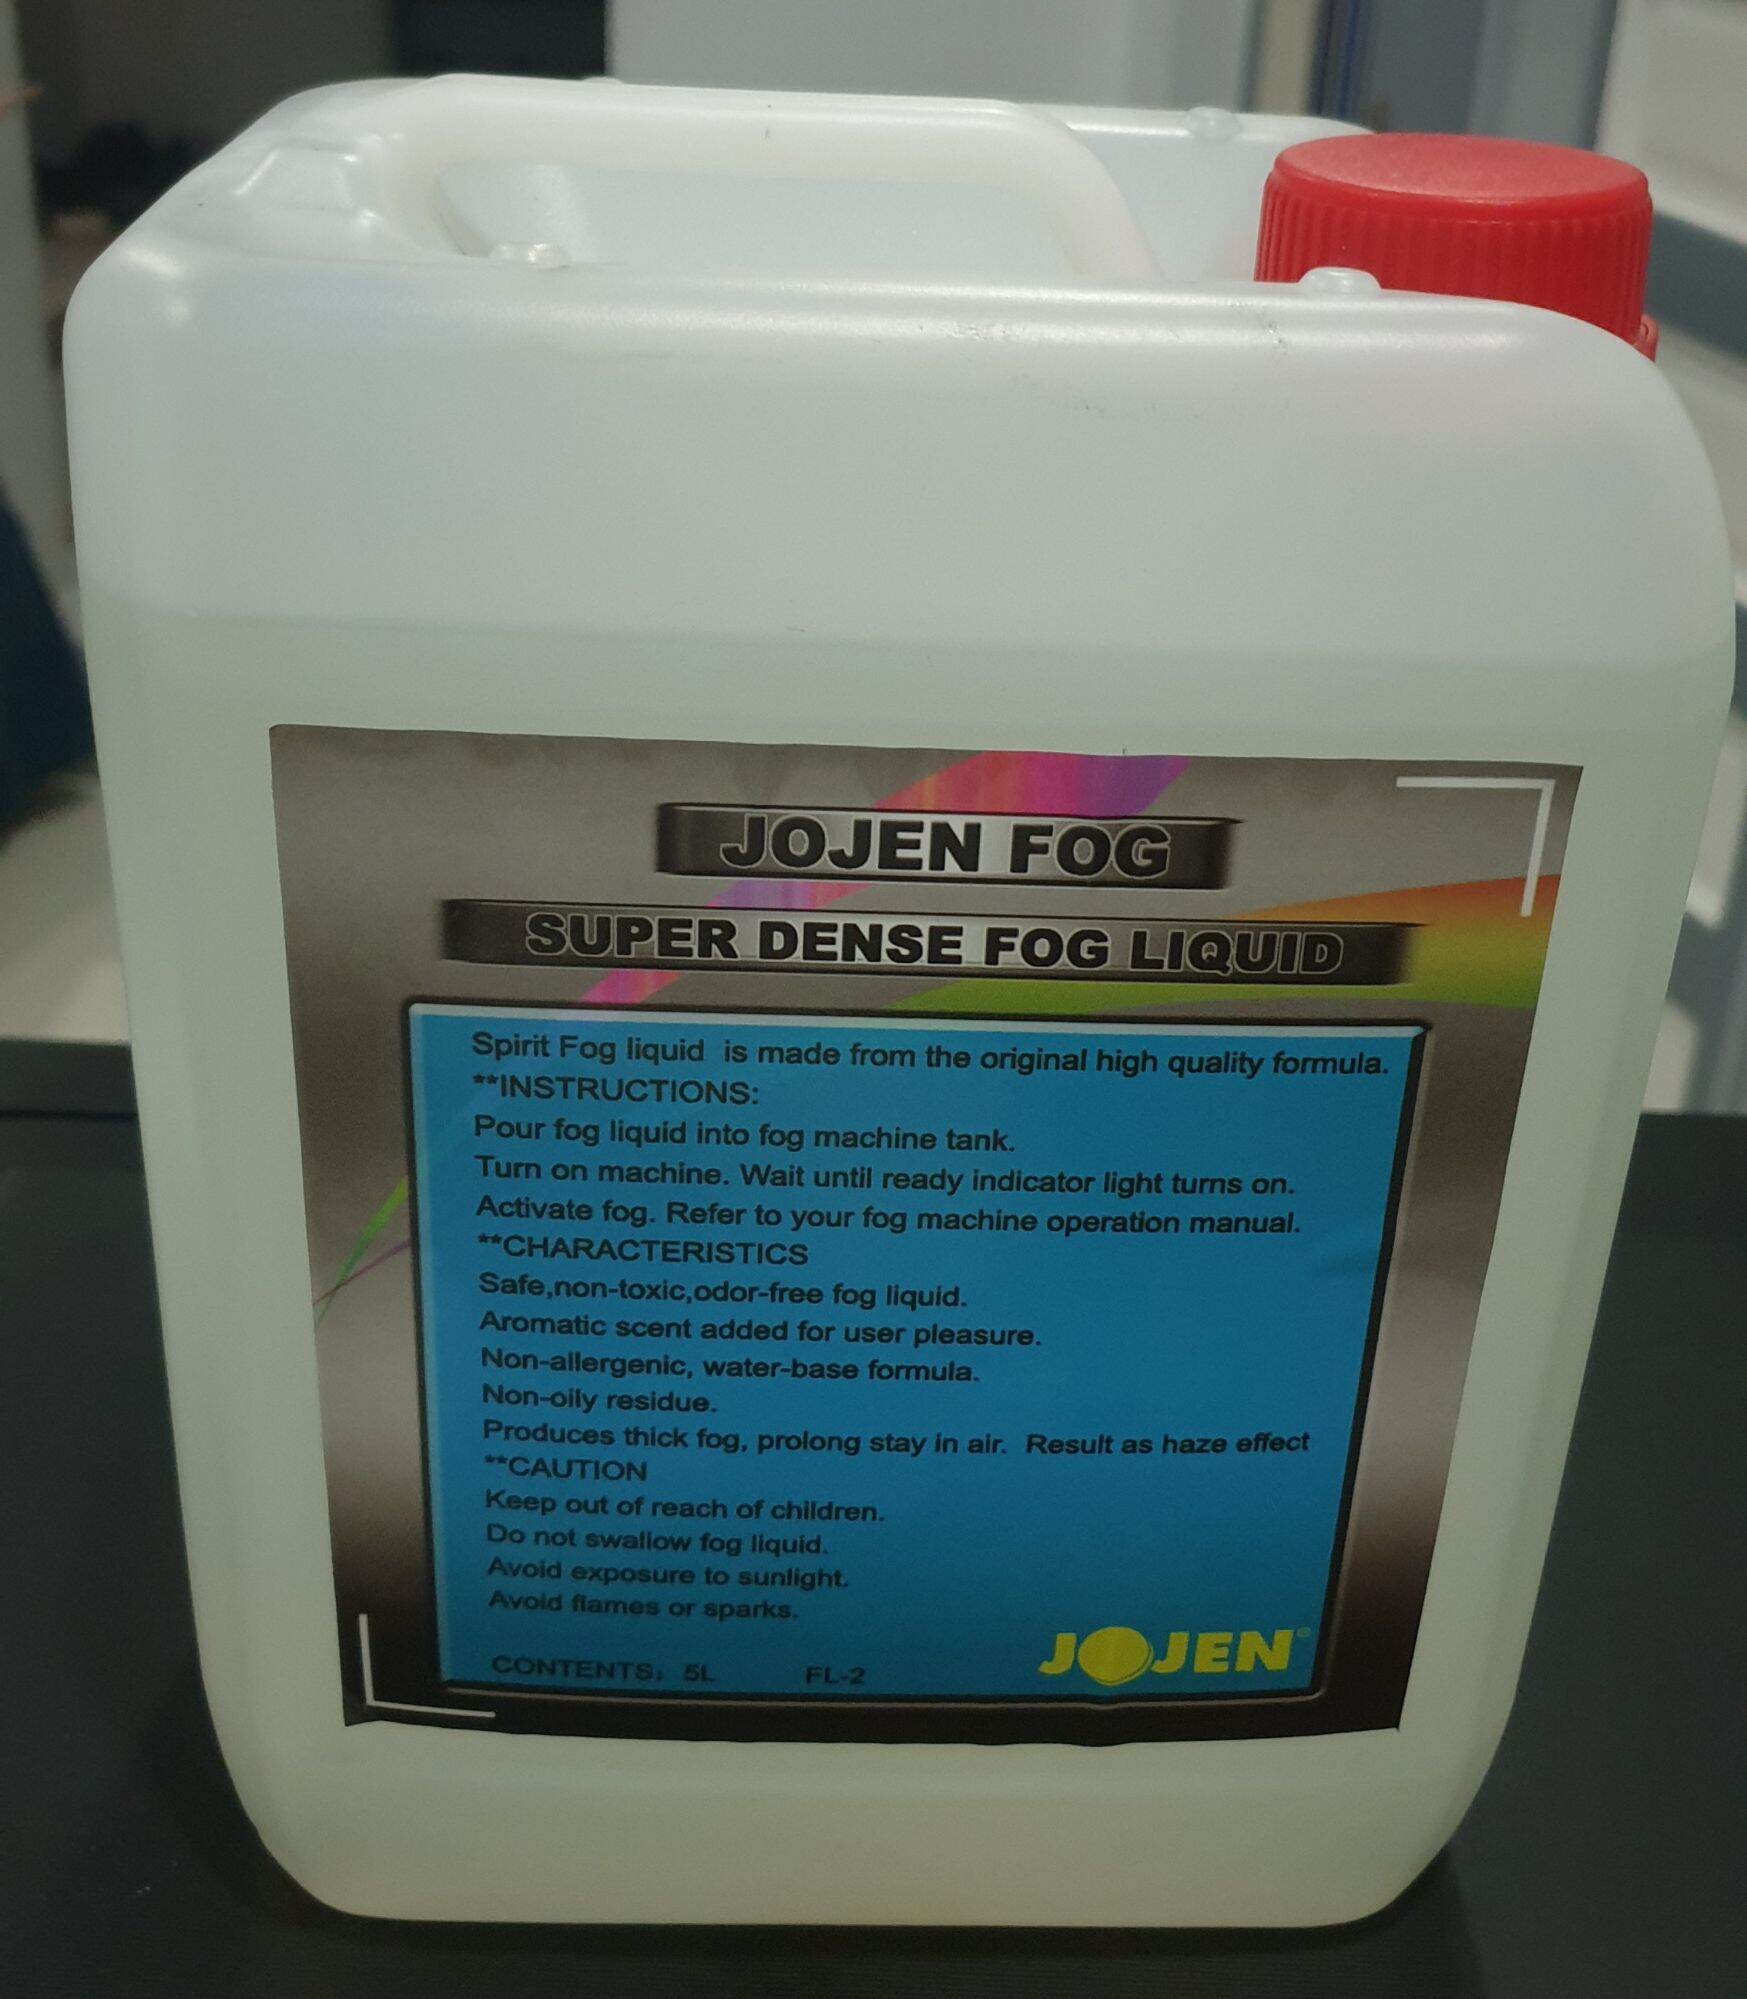 JOJEN FOG
SUPER DENSE FOG LIQUID
Spirit Fog liquid is made from the original high quality formula.
**INSTRUCTIONS:
Pour fog liquid into fog machine tank.
Turn on machine. Wait until ready indicator light turns on.
Activate fog. Refer to your fog machine operation manual.
**CHARACTERISTICS
Safe,non-toxic,odor-free fog liquid.
Aromatic scent added for user pleasure.
Non-allergenic, water-base formula.
Non-oily residue.
Produces thick fog, prolong stay in air. Result as haze effect
**CAUTION
Keep out of reach of children.
Do not swallow fog liquid.
Avoid exposure to sunlight.
Avoid flames or sparks.
CONTENTS: 5L FL-2
JOJEN®